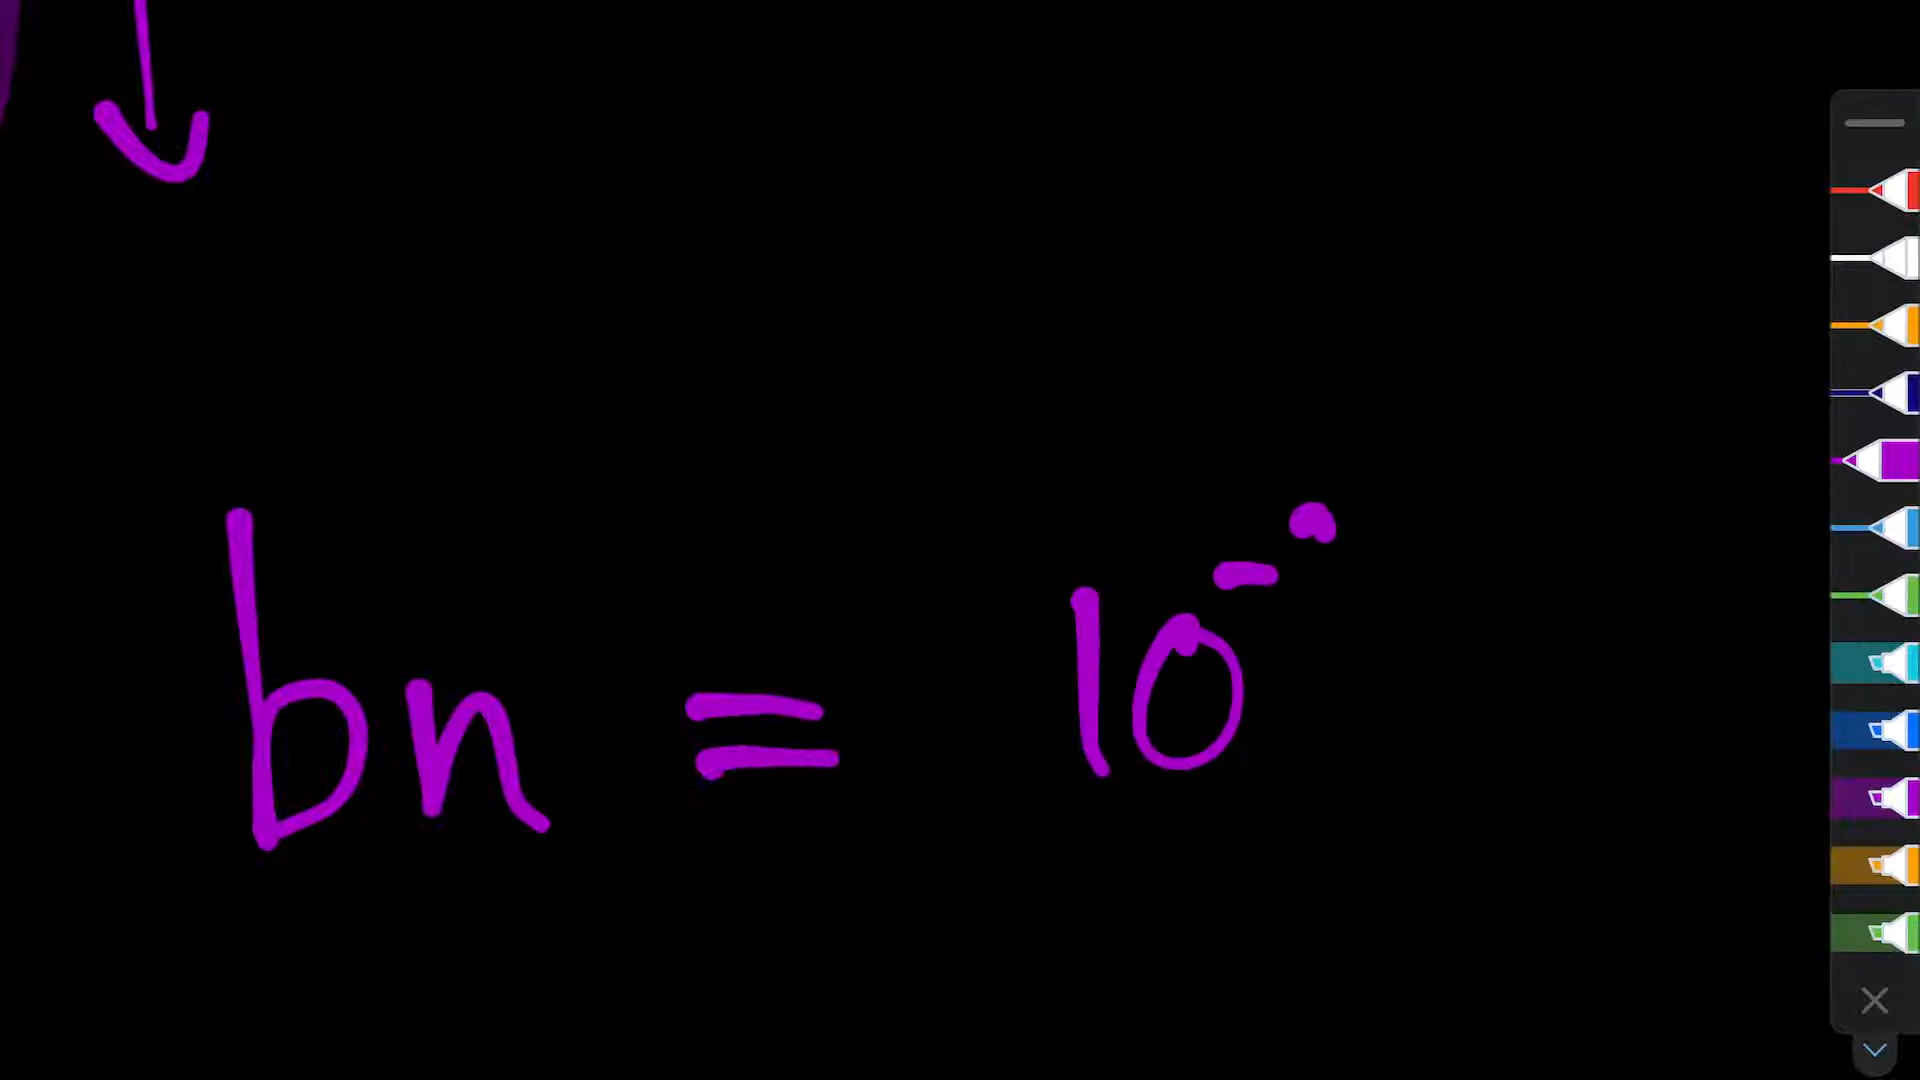 bn = 10⁻